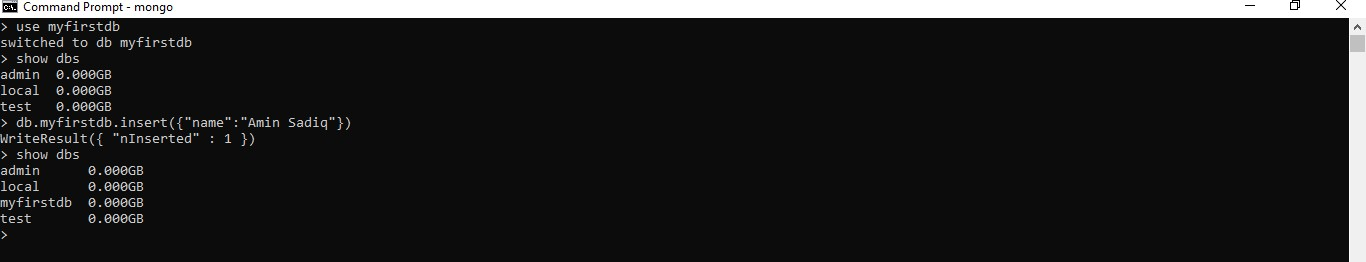 Command Prompt - mongo
> use myfirstdb
switched to db myfirstdb
> show dbs
admin  0.000GB
local  0.000GB
test   0.000GB
> db.myfirstdb.insert({"name":"Amin Sadiq"})
WriteResult({ "nInserted" : 1 })
> show dbs
admin      0.000GB
local      0.000GB
myfirstdb  0.000GB
test       0.000GB
>